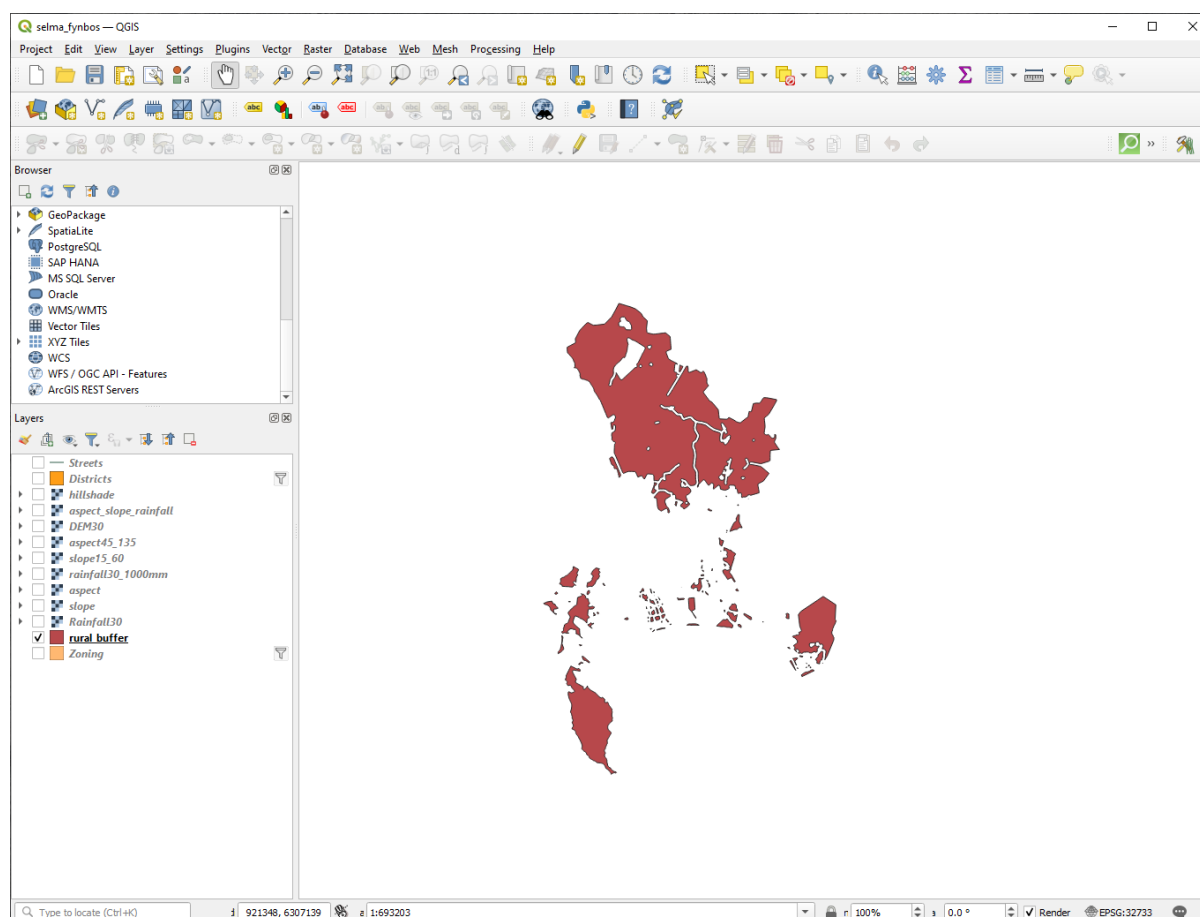 selma_fynbos — QGIS
Project Edit View Layer Settings Plugins Vector Raster Database Web Mesh Processing Help
abc abc abc
Browser
GeoPackage
SpatiaLite
PostgreSQL
SAP HANA
MS SQL Server
Oracle
WMS/WMTS
Vector Tiles
XYZ Tiles
WCS
WFS / OGC API - Features
ArcGIS REST Servers
Layers
Streets
Districts
hillshade
aspect_slope_rainfall
DEM30
aspect45_135
slope15_60
rainfall30_1000mm
aspect
slope
Rainfall30
rural_buffer
Zoning
Type to locate (Ctrl+K) 921348, 6307139 1:693203 100% 0.0 ° Render EPSG:32733